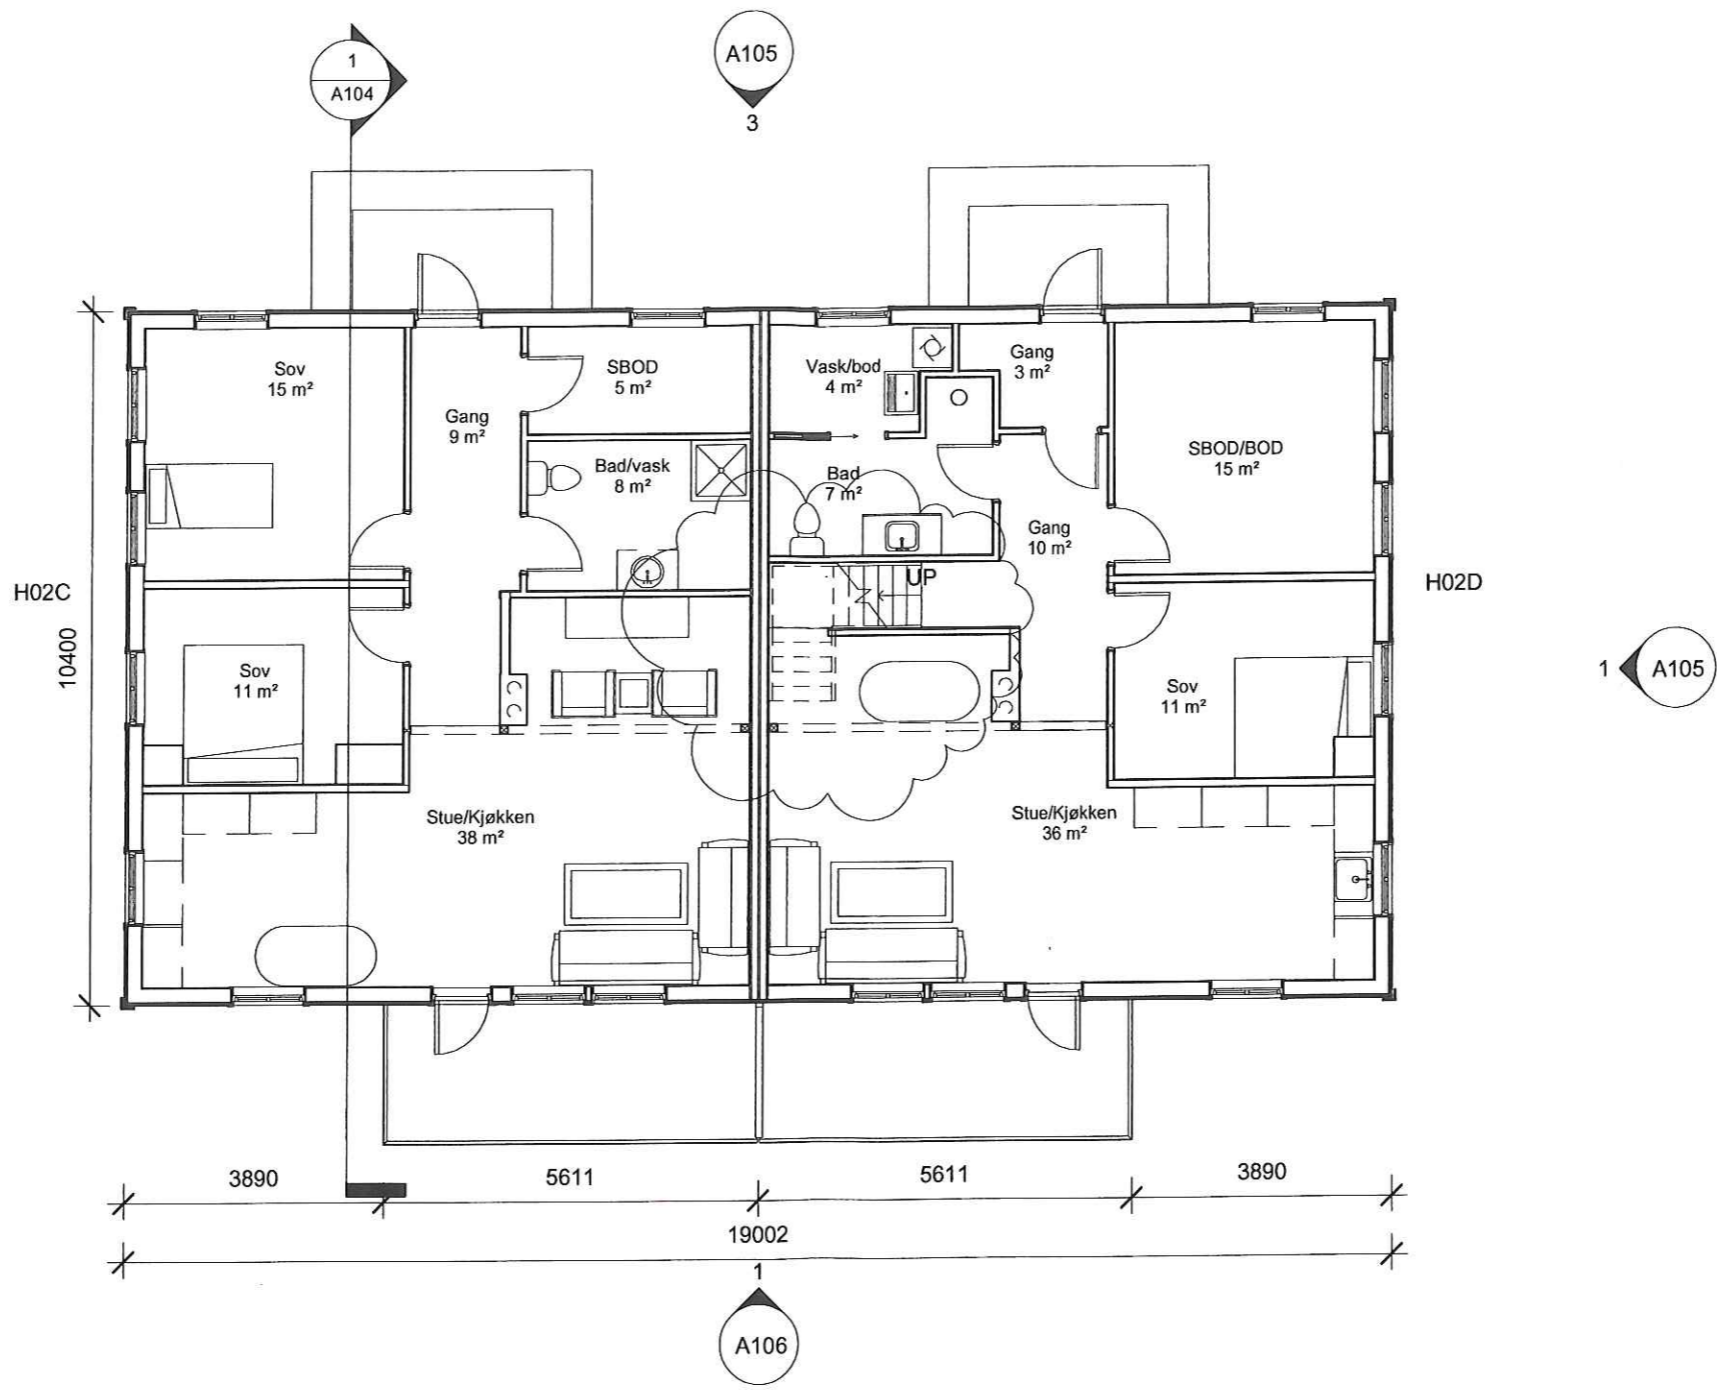 1
A104
A105
3
Sov
15 m²
Gang
9 m²
SBOD
5 m²
Bad/vask
8 m²
Vask/bod
4 m²
Gang
3 m²
SBOD/BOD
15 m²
Bad
7 m²
Gang
10 m²
UP
H02C
H02D
10400
Sov
11 m²
Sov
11 m²
1
A105
Stue/Kjøkken
38 m²
Stue/Kjøkken
36 m²
3890
5611
5611
3890
19002
1
A106